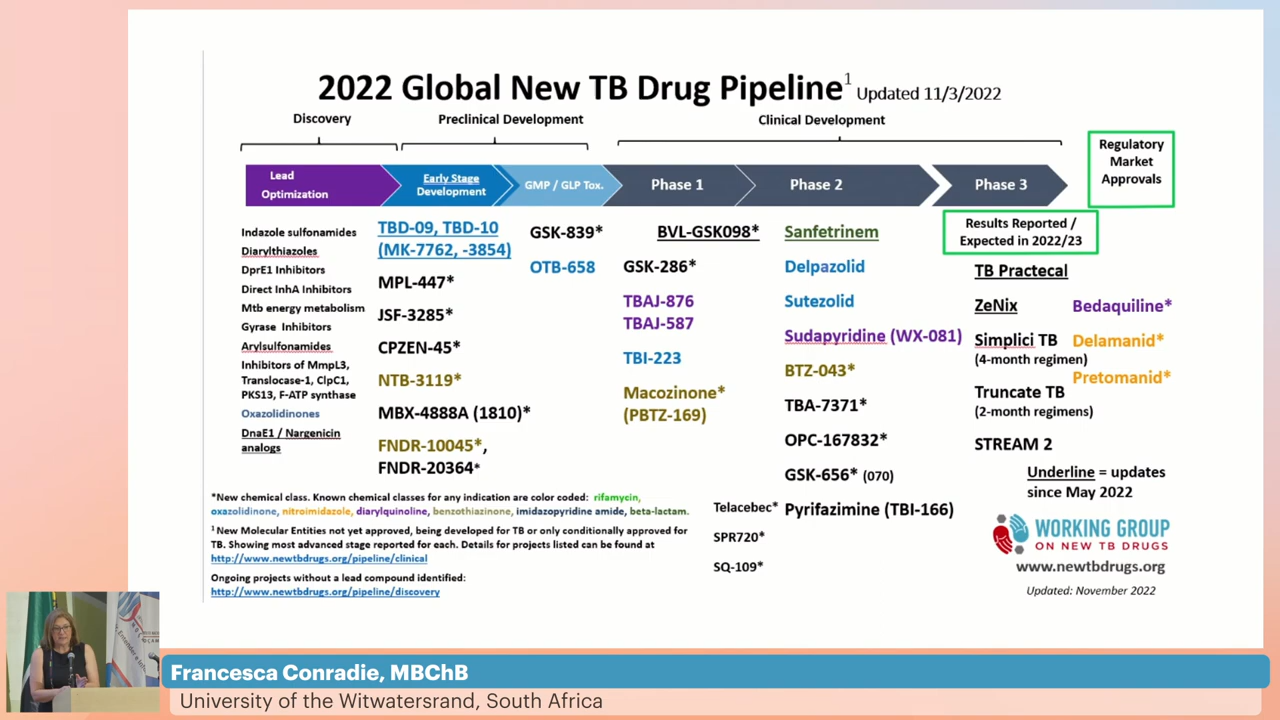 2022 Global New TB Drug Pipeline1 Updated 11/3/2022
Discovery
Preclinical Development
Clinical Development
Lead
Optimization
Early Stage
Development
GMP / GLP Tox.
Phase 1
Phase 2
Phase 3
Regulatory
Market
Approvals
Indazole sulfonamides
Diarylthiazoles
DprE1 Inhibitors
Direct InhA Inhibitors
Mtb energy metabolism
Gyrase Inhibitors
Arylsulfonamides
Inhibitors of MmpL3,
Translocase-1, ClpC1,
PKS13, F-ATP synthase
Oxazolidinones
DnaE1 / Nargenicin
analogs
TBD-09, TBD-10
(MK-7762, -3854)
MPL-447*
JSF-3285*
CPZEN-45*
NTB-3119*
MBX-4888A (1810)*
FNDR-10045*,
FNDR-20364*
GSK-839*
OTB-658
BVL-GSK098*
GSK-286*
TBAJ-876
TBAJ-587
TBI-223
Macozinone*
(PBTZ-169)
Sanfetrinem
Delpazolid
Sutezolid
Sudapyridine (WX-081)
BTZ-043*
TBA-7371*
OPC-167832*
GSK-656* (070)
Telacebec* Pyrifazimine (TBI-166)
SPR720*
SQ-109*
Results Reported /
Expected in 2022/23
TB Practecal
ZeNix
Simplici TB
(4-month regimen)
Truncate TB
(2-month regimens)
STREAM 2
Bedaquiline*
Delamanid*
Pretomanid*
Underline = updates
since May 2022
*New chemical class. Known chemical classes for any indication are color coded: rifamycin,
oxazolidinone, nitroimidazole, diarylquinoline, benzothiazinone, imidazopyridine amide, beta-lactam.
1 New Molecular Entities not yet approved, being developed for TB or only conditionally approved for
TB. Showing most advanced stage reported for each. Details for projects listed can be found at
http://www.newtbdrugs.org/pipeline/clinical
Ongoing projects without a lead compound identified:
http://www.newtbdrugs.org/pipeline/discovery
WORKING GROUP
ON NEW TB DRUGS
www.newtbdrugs.org
Updated: November 2022
Francesca Conradie, MBChB
University of the Witwatersrand, South Africa